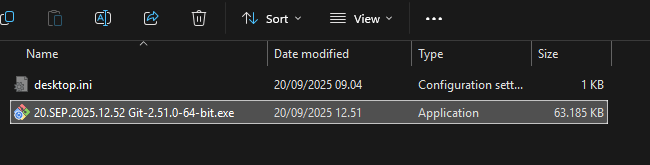 Sort View
Name Date modified Type Size
desktop.ini 20/09/2025 09.04 Configuration sett... 1 KB
20.SEP.2025.12.52 Git-2.51.0-64-bit.exe 20/09/2025 12.51 Application 63.185 KB